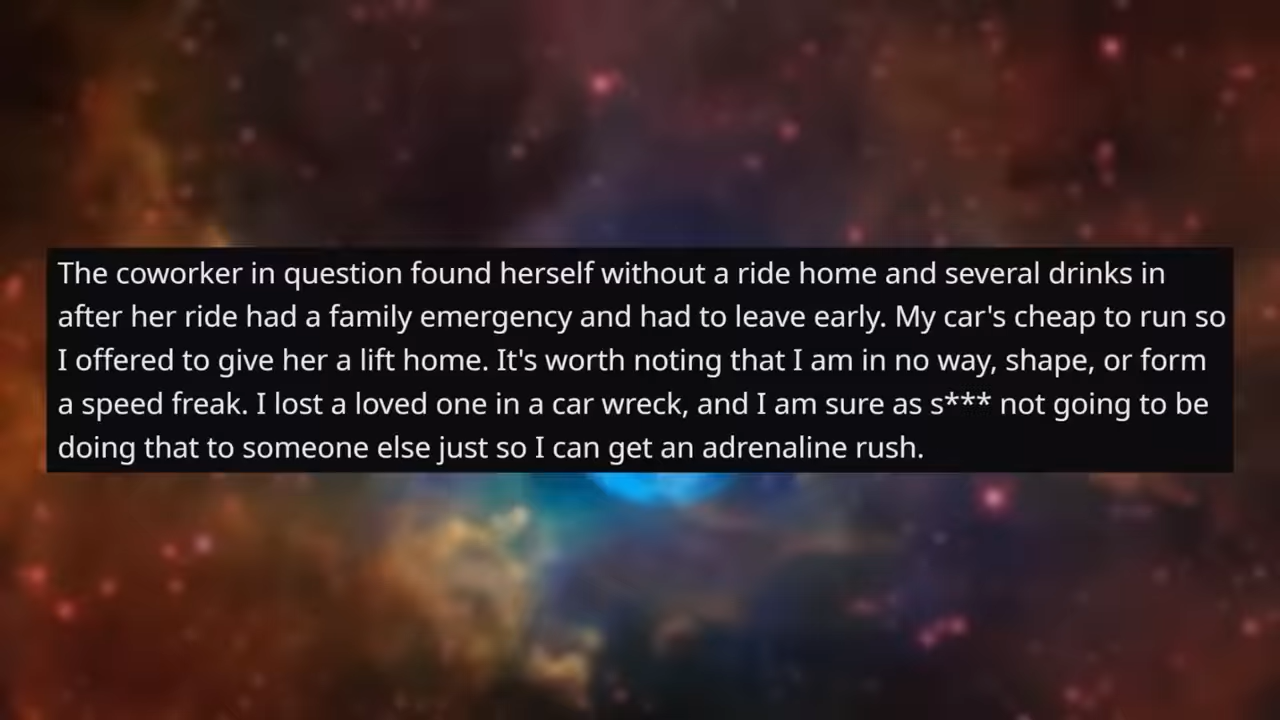 The coworker in question found herself without a ride home and several drinks in
after her ride had a family emergency and had to leave early. My car's cheap to run so
I offered to give her a lift home. It's worth noting that I am in no way, shape, or form
a speed freak. I lost a loved one in a car wreck, and I am sure as s*** not going to be
doing that to someone else just so I can get an adrenaline rush.